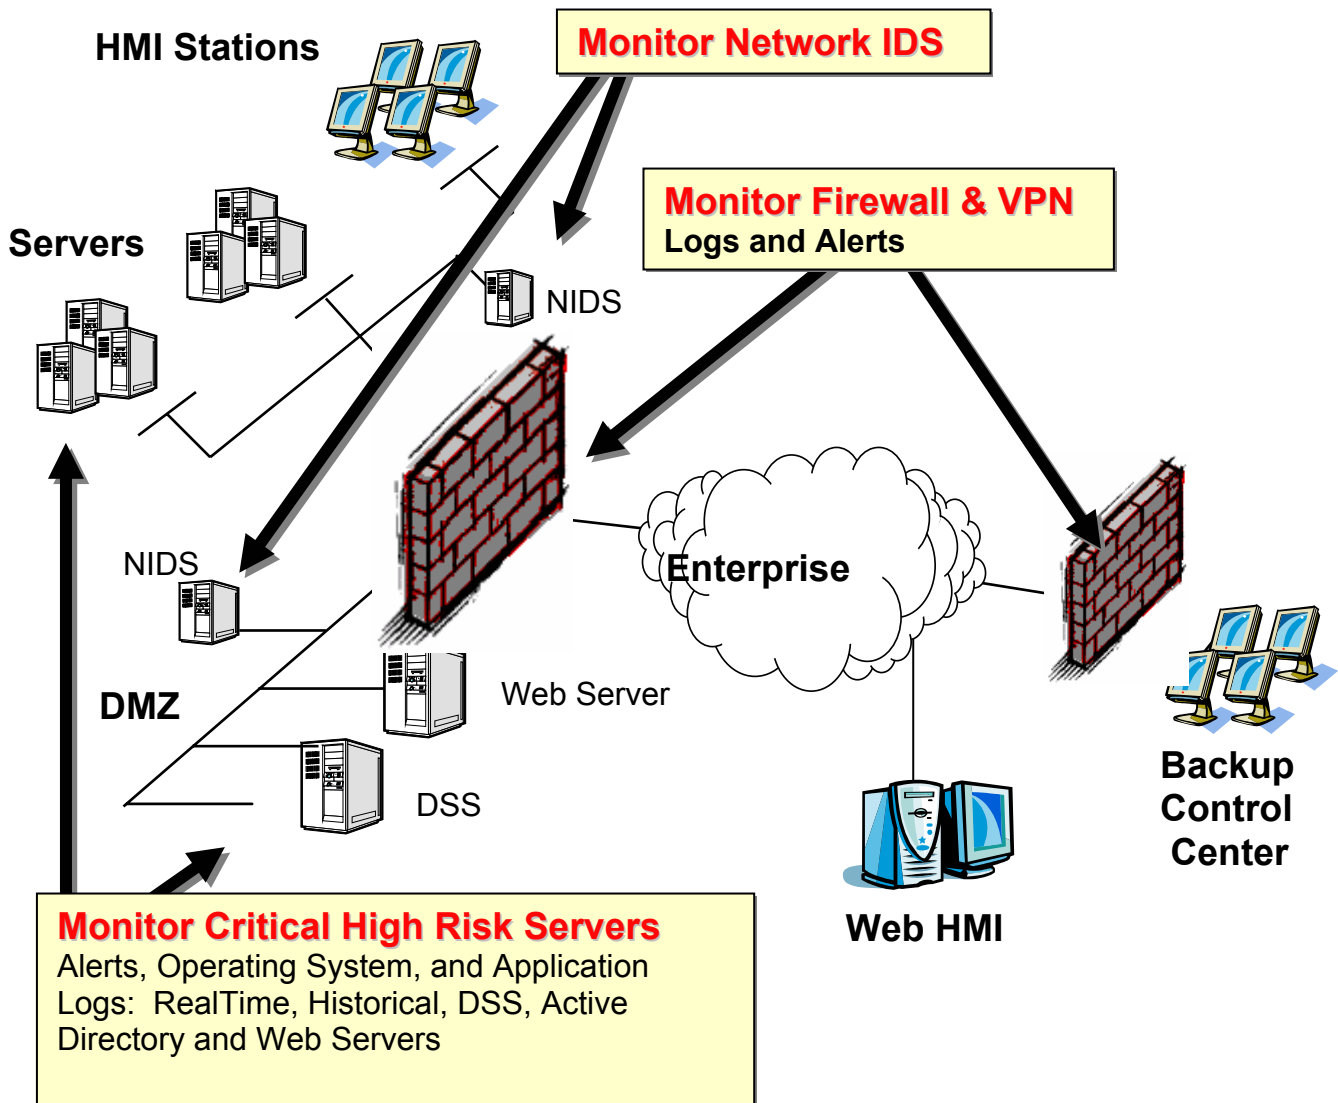 HMI Stations
Monitor Network IDS
Monitor Firewall & VPN
Logs and Alerts
Servers
NIDS
NIDS
Enterprise
DMZ
Web Server
DSS
Backup
Control
Center
Web HMI
Monitor Critical High Risk Servers
Alerts, Operating System, and Application
Logs:  RealTime, Historical, DSS, Active
Directory and Web Servers